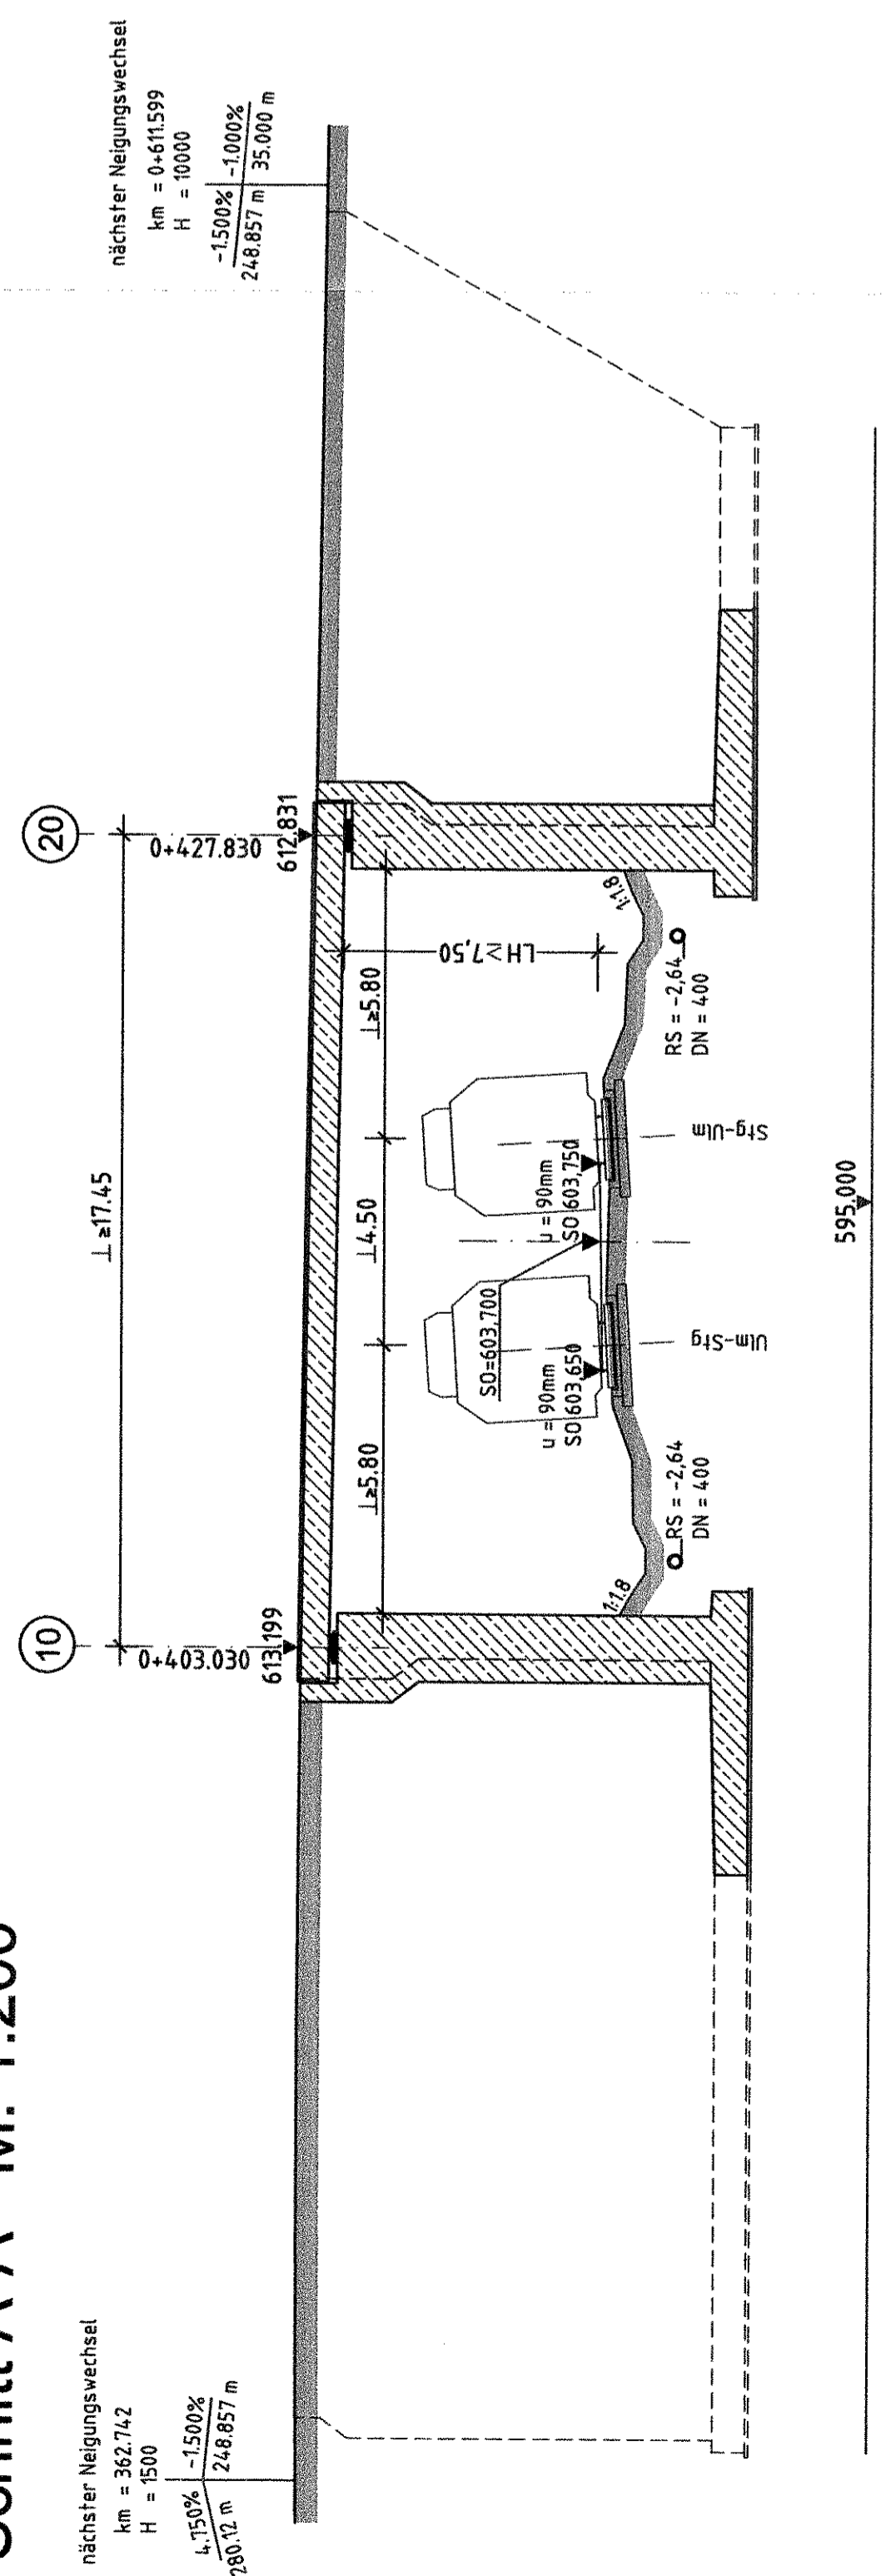 Schnitt A-A M. 1:200
nächster Neigungswechsel
km = 362.742
H = 1500
4.750% -1.500%
280.12 m 248.857 m
10
⊥≥17.45
20
0+403.030
613.199
0+427.830
612.831
nächster Neigungswechsel
km = 0+611.599
H = 10000
-1.500% -1.000%
248.857 m 35.000 m
⊥≥5.80
⊥4.50
⊥≥5.80
LH≥7,50
SO=603,700
u = 90mm
SO 603,650
u = 90mm
SO 603,750
1:1.8
1:1.8
RS = -2,64
DN = 400
RS = -2,64
DN = 400
Ulm-Stg
Stg-Ulm
595.000